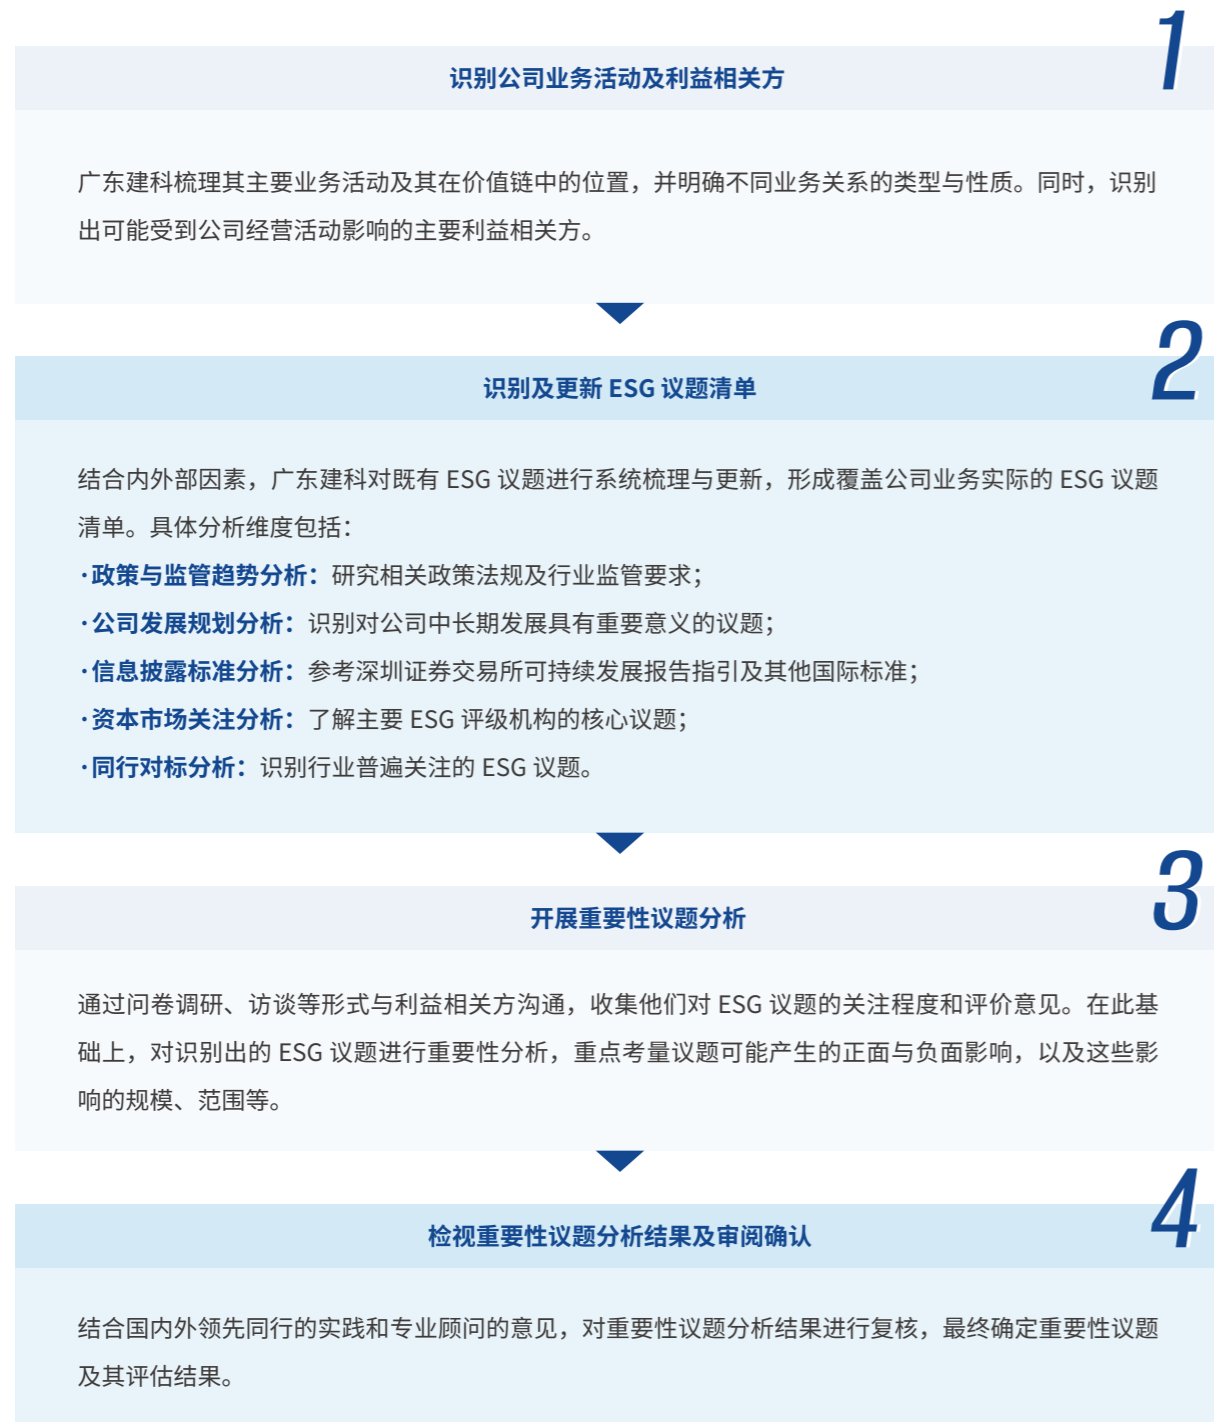 1
识别公司业务活动及利益相关方
广东建科梳理其主要业务活动及其在价值链中的位置，并明确不同业务关系的类型与性质。同时，识别
出可能受到公司经营活动影响的主要利益相关方。
2
识别及更新 ESG 议题清单
结合内外部因素，广东建科对既有 ESG 议题进行系统梳理与更新，形成覆盖公司业务实际的 ESG 议题
清单。具体分析维度包括：
·政策与监管趋势分析：研究相关政策法规及行业监管要求；
·公司发展规划分析：识别对公司中长期发展具有重要意义的议题；
·信息披露标准分析：参考深圳证券交易所可持续发展报告指引及其他国际标准；
·资本市场关注分析：了解主要 ESG 评级机构的核心议题；
·同行对标分析：识别行业普遍关注的 ESG 议题。
3
开展重要性议题分析
通过问卷调研、访谈等形式与利益相关方沟通，收集他们对 ESG 议题的关注程度和评价意见。在此基
础上，对识别出的 ESG 议题进行重要性分析，重点考量议题可能产生的正面与负面影响，以及这些影
响的规模、范围等。
4
检视重要性议题分析结果及审阅确认
结合国内外领先同行的实践和专业顾问的意见，对重要性议题分析结果进行复核，最终确定重要性议题
及其评估结果。